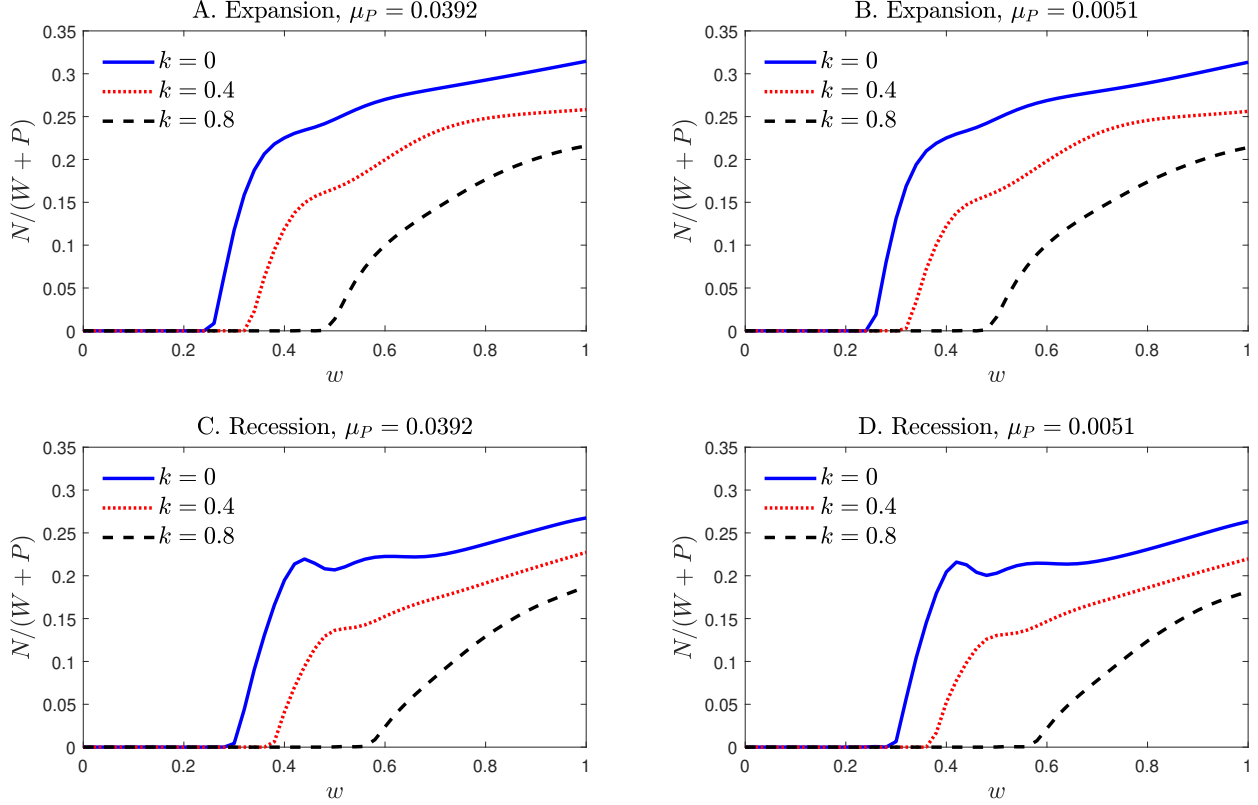 A. Expansion, μP = 0.0392
0.35
0.3
0.25
0.2
0.15
0.1
0.05
0
N/(W + P)
k = 0
k = 0.4
k = 0.8
0 0.2 0.4 0.6 0.8 1
w
B. Expansion, μP = 0.0051
0.35
0.3
0.25
0.2
0.15
0.1
0.05
0
N/(W + P)
k = 0
k = 0.4
k = 0.8
0 0.2 0.4 0.6 0.8 1
w
C. Recession, μP = 0.0392
0.35
0.3
0.25
0.2
0.15
0.1
0.05
0
N/(W + P)
k = 0
k = 0.4
k = 0.8
0 0.2 0.4 0.6 0.8 1
w
D. Recession, μP = 0.0051
0.35
0.3
0.25
0.2
0.15
0.1
0.05
0
N/(W + P)
k = 0
k = 0.4
k = 0.8
0 0.2 0.4 0.6 0.8 1
w